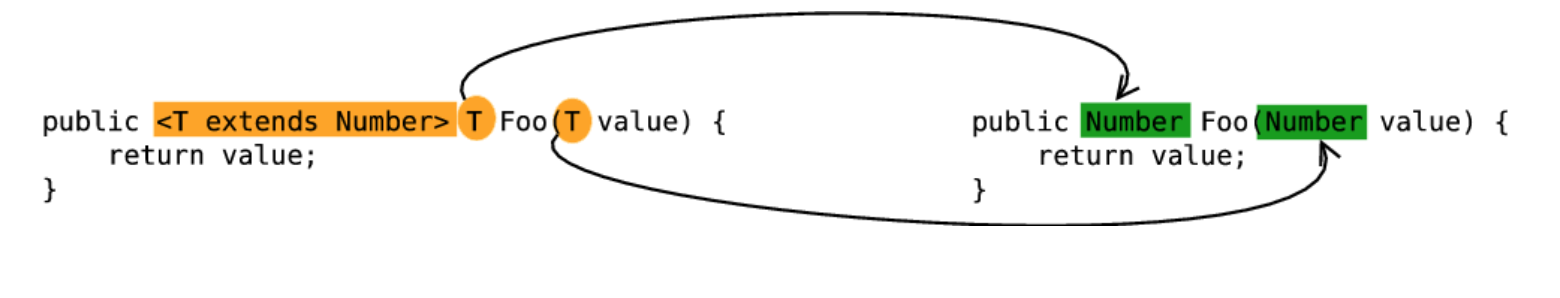 public <T extends Number> T Foo(T value) {
    return value;
}
public Number Foo(Number value) {
    return value;
}